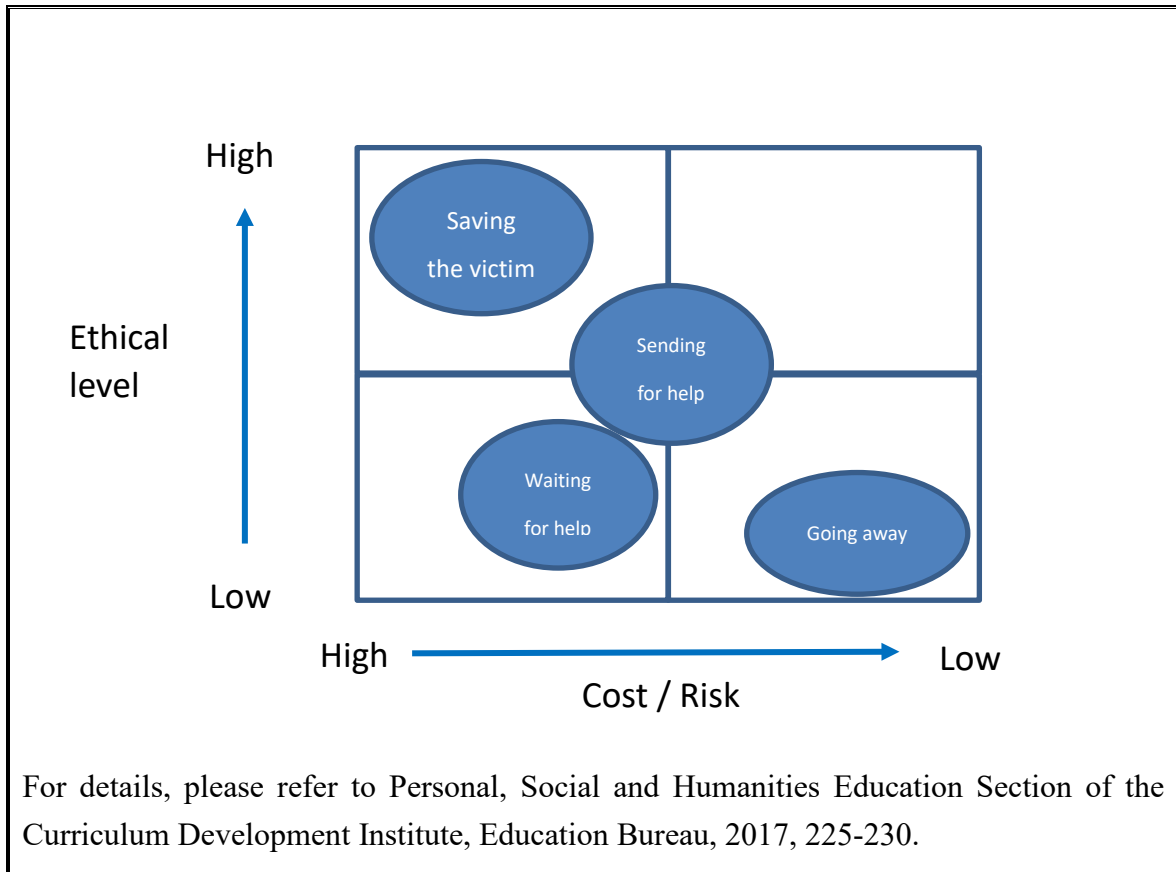 High
Saving
the victim
Ethical
level
Sending
for help
Waiting
for help
Going away
Low
High
Low
Cost / Risk
For details, please refer to Personal, Social and Humanities Education Section of the
Curriculum Development Institute, Education Bureau, 2017, 225-230.